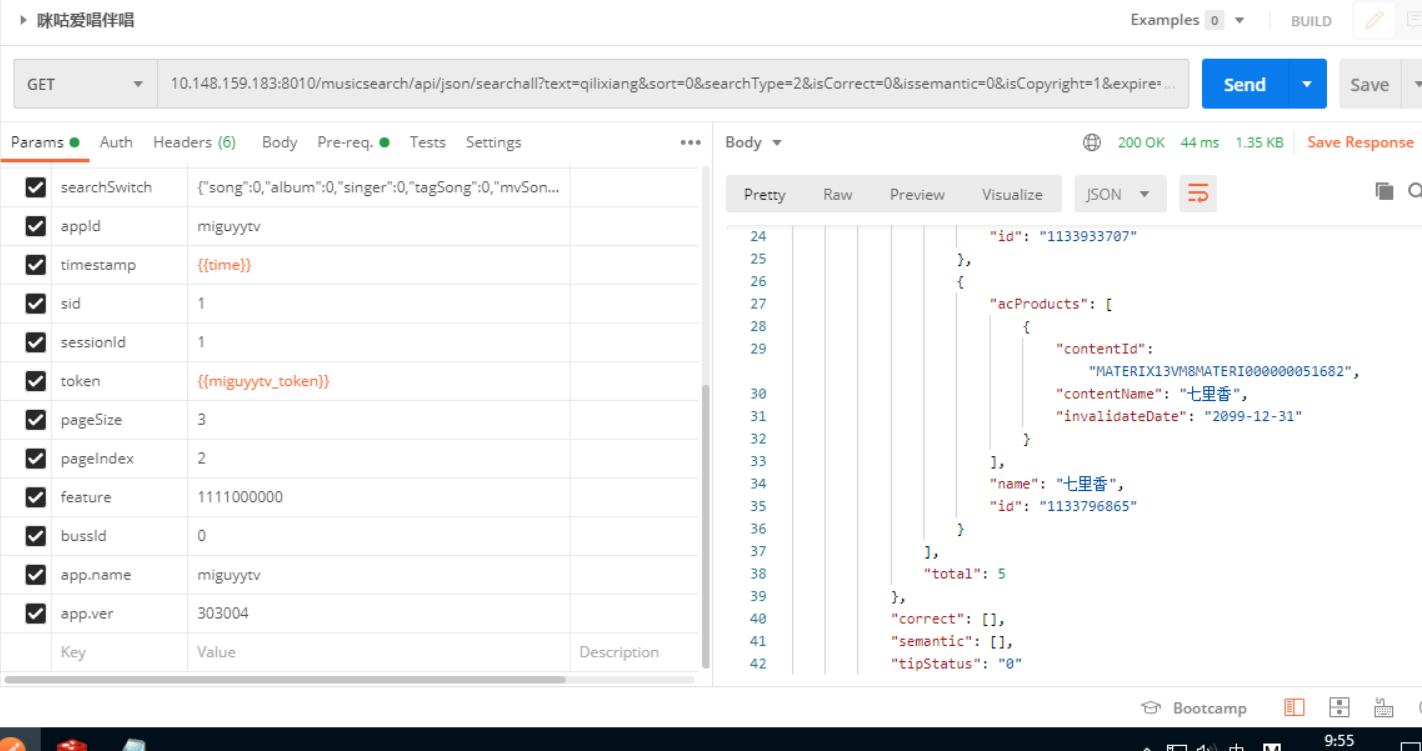 咪咕爱唱伴唱
Examples 0 BUILD
GET 10.148.159.183:8010/musicsearch/api/json/searchall?text=qilixiang&sort=0&searchType=2&isCorrect=0&issemantic=0&isCopyright=1&expire=... Send Save
Params Auth Headers (6) Body Pre-req. Tests Settings
searchSwitch {"song":0,"album":0,"singer":0,"tagSong":0,"mvSon...
appId miguyytv
timestamp {{time}}
sid 1
sessionId 1
token {{miguyytv_token}}
pageSize 3
pageIndex 2
feature 1111000000
bussId 0
app.name miguyytv
app.ver 303004
Key Value Description
Body 200 OK 44 ms 1.35 KB Save Response
Pretty Raw Preview Visualize JSON
24 "id": "1133933707"
25 },
26 {
27 "acProducts": [
28 {
29 "contentId":
"MATERIX13VM8MATERI000000051682",
30 "contentName": "七里香",
31 "invalidateDate": "2099-12-31"
32 }
33 ],
34 "name": "七里香",
35 "id": "1133796865"
36 }
37 ],
38 "total": 5
39 },
40 "correct": [],
41 "semantic": [],
42 "tipStatus": "0"
Bootcamp
中 M 9:55